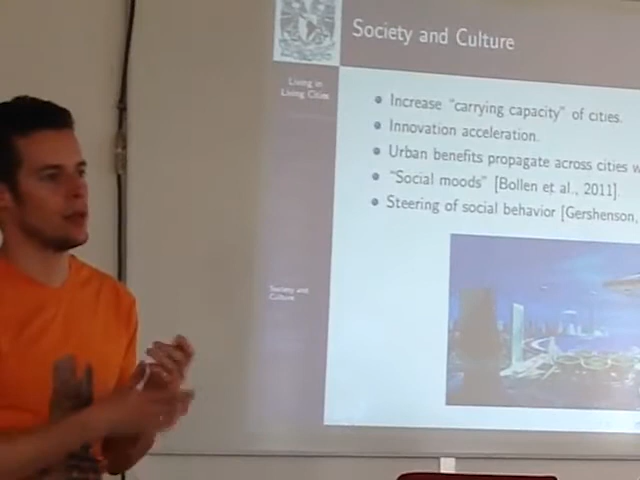 Society and Culture
Living in
Living Cities
Increase "carrying capacity" of cities.
Innovation acceleration.
Urban benefits propagate across cities
"Social moods" [Bollen et al., 2011].
Steering of social behavior [Gershenson,
Society and
Culture